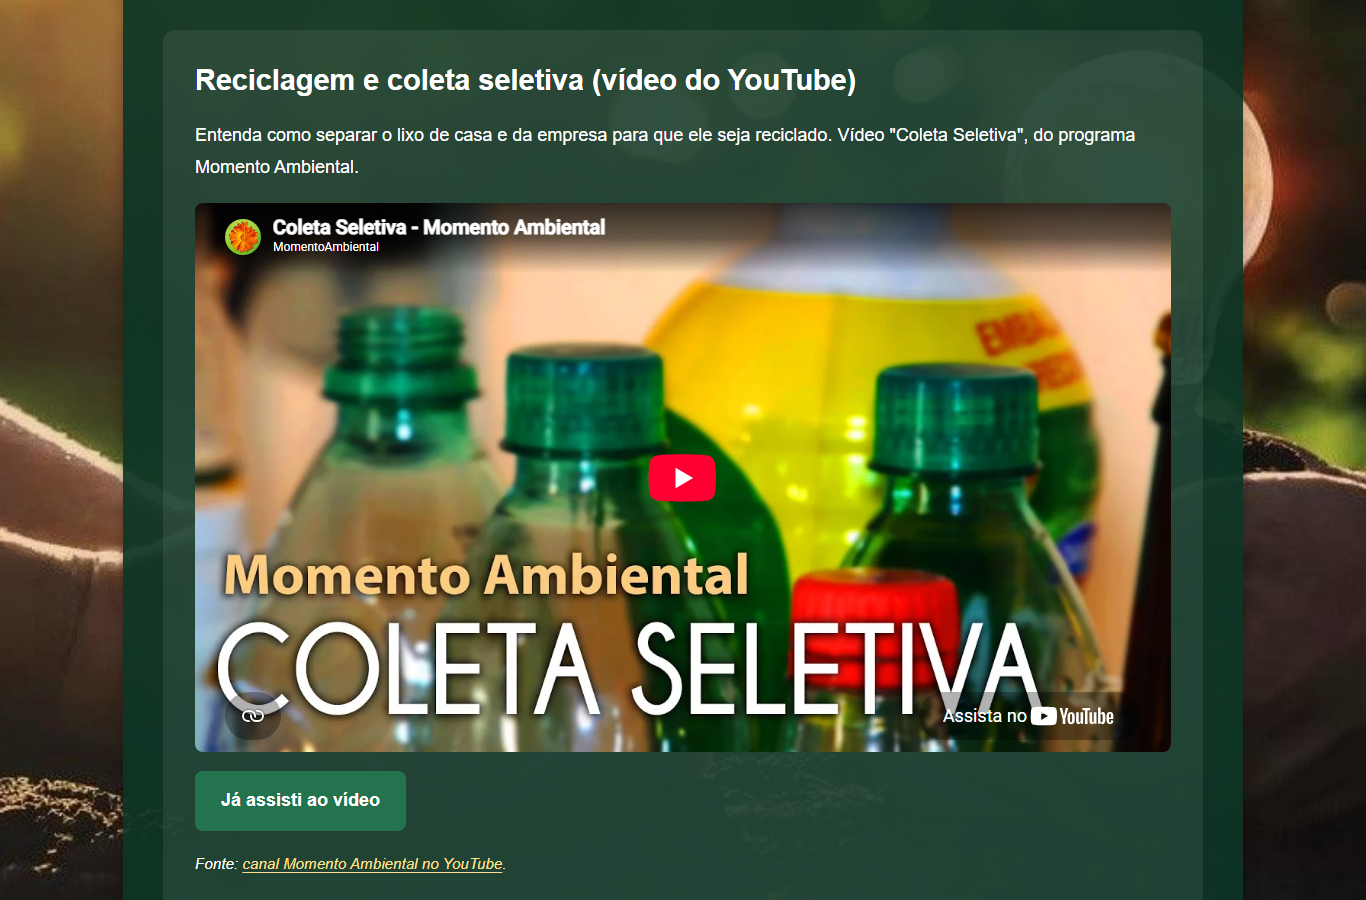 Reciclagem e coleta seletiva (vídeo do YouTube)
Entenda como separar o lixo de casa e da empresa para que ele seja reciclado. Vídeo "Coleta Seletiva", do programa
Momento Ambiental.
Coleta Seletiva - Momento Ambiental
MomentoAmbiental
Momento Ambiental
COLETA SELETIVA
Assista no YouTube
Já assisti ao vídeo
Fonte: canal Momento Ambiental no YouTube.